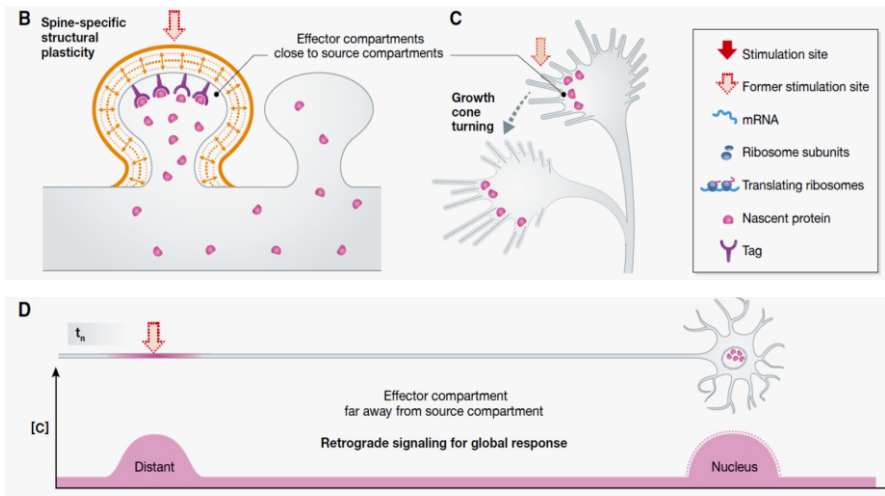 B
Spine-specific
structural
plasticity
Effector compartments
close to source compartments
C
Growth
cone
turning
Stimulation site
Former stimulation site
mRNA
Ribosome subunits
Translating ribosomes
Nascent protein
Tag
D
tn
[C]
Effector compartment
far away from source compartment
Retrograde signaling for global response
Distant
Nucleus